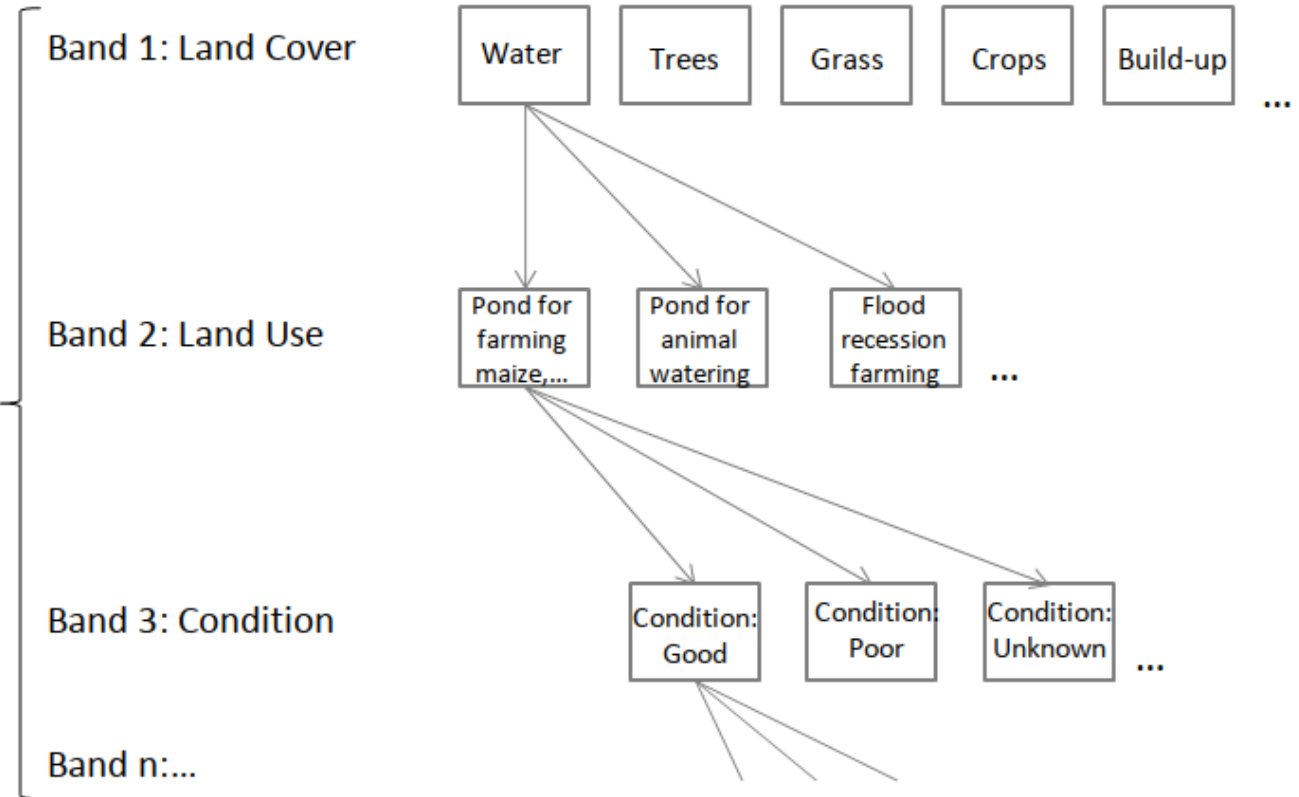 Band 1: Land Cover
Water
Trees
Grass
Crops
Build-up
...
Band 2: Land Use
Pond for
farming
maize,...
Pond for
animal
watering
Flood
recession
farming
...
Band 3: Condition
Condition:
Good
Condition:
Poor
Condition:
Unknown
...
Band n:...